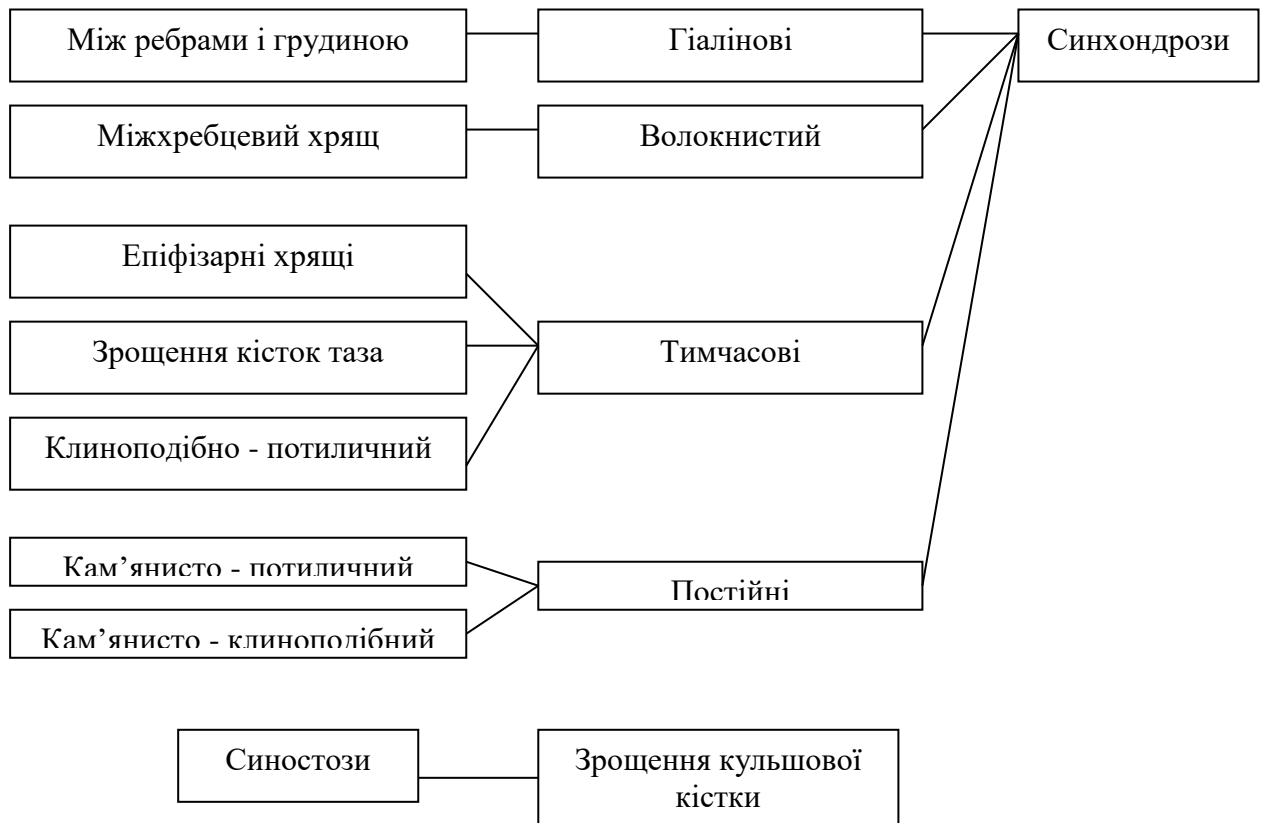 Між ребрами і грудиною
Гіалінові
Синхондрози
Міжхребцевий хрящ
Волокнистий
Епіфізарні хрящі
Зрощення кісток таза
Тимчасові
Клиноподібно - потиличний
Кам’янисто - потиличний
Постійні
Кам’янисто - клиноподібний
Синостози
Зрощення кульшової
кістки